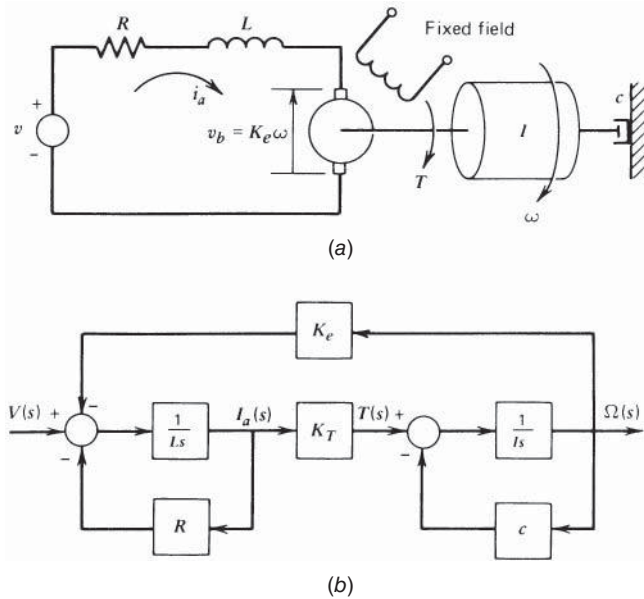 R
L
Fixed field
i_a
+
v
-
v_b = K_e ω
T
I
c
ω
(a)
K_e
V(s) +
-
-
1/Ls
I_a(s)
K_T
T(s) +
-
1/Is
Ω(s)
R
c
(b)